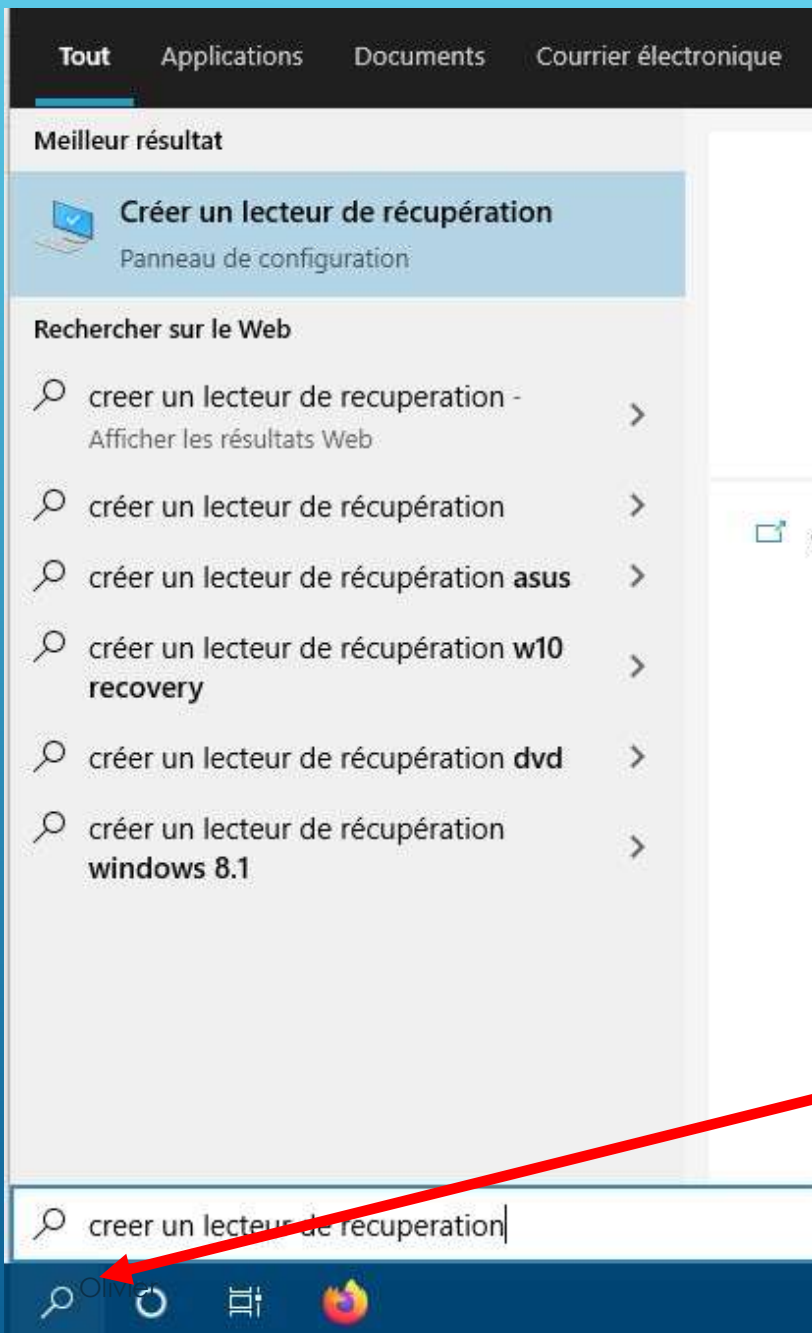 Tout Applications Documents Courrier électronique
Meilleur résultat
Créer un lecteur de récupération
Panneau de configuration
Rechercher sur le Web
creer un lecteur de recuperation -
Afficher les résultats Web
créer un lecteur de récupération
créer un lecteur de récupération asus
créer un lecteur de récupération w10
recovery
créer un lecteur de récupération dvd
créer un lecteur de récupération
windows 8.1
creer un lecteur de recuperation
Olivier